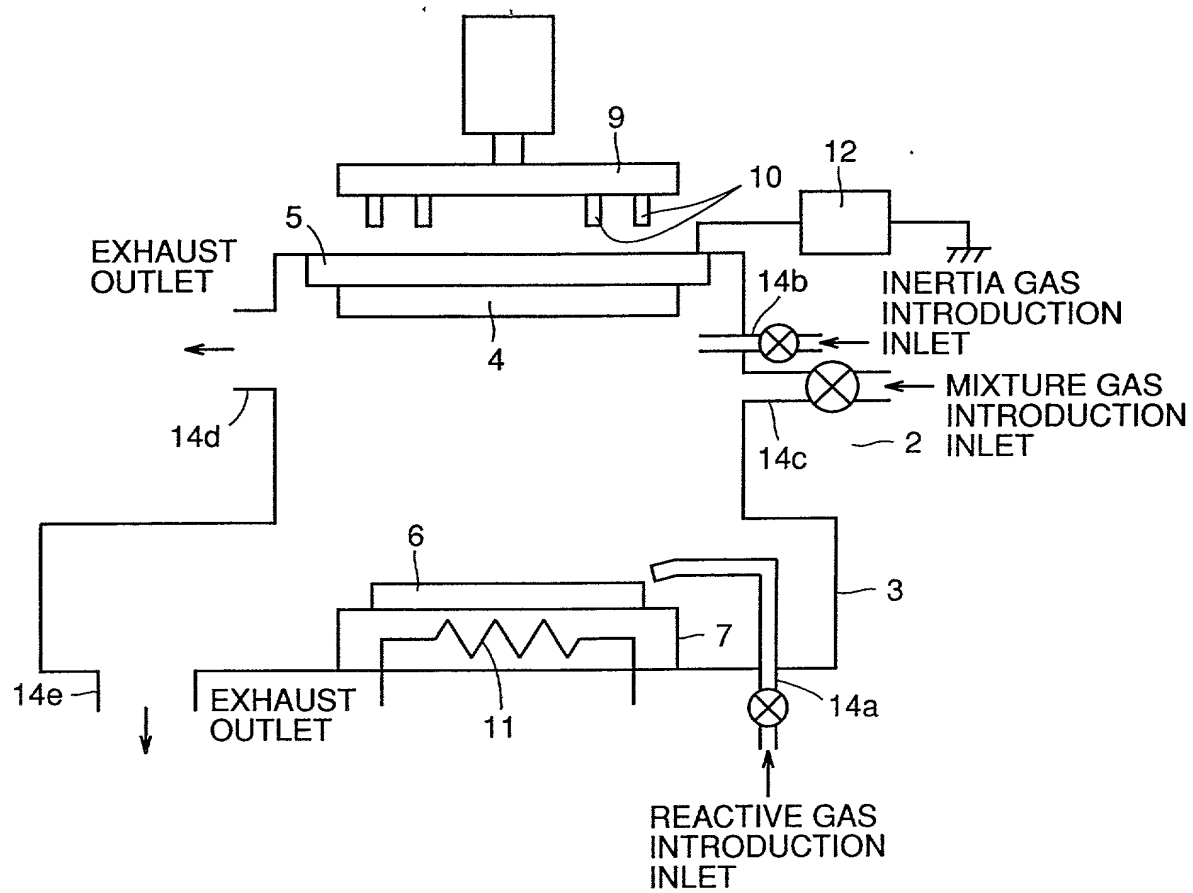 9
12
10
5
EXHAUST
OUTLET
14b
INERTIA GAS
INTRODUCTION
INLET
4
MIXTURE GAS
INTRODUCTION
INLET
14d
14c
2
6
3
7
14e
EXHAUST
OUTLET
11
14a
REACTIVE GAS
INTRODUCTION
INLET